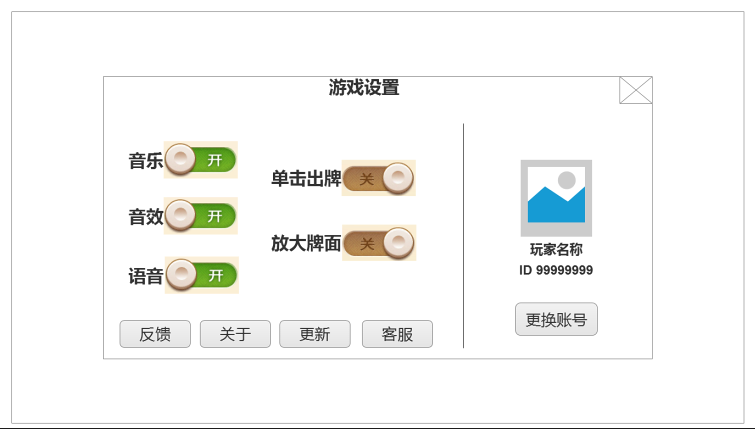 游戏设置
音乐 开
音效 开
语音 开
单击出牌 关
放大牌面 关
反馈 关于 更新 客服
玩家名称
ID 99999999
更换账号